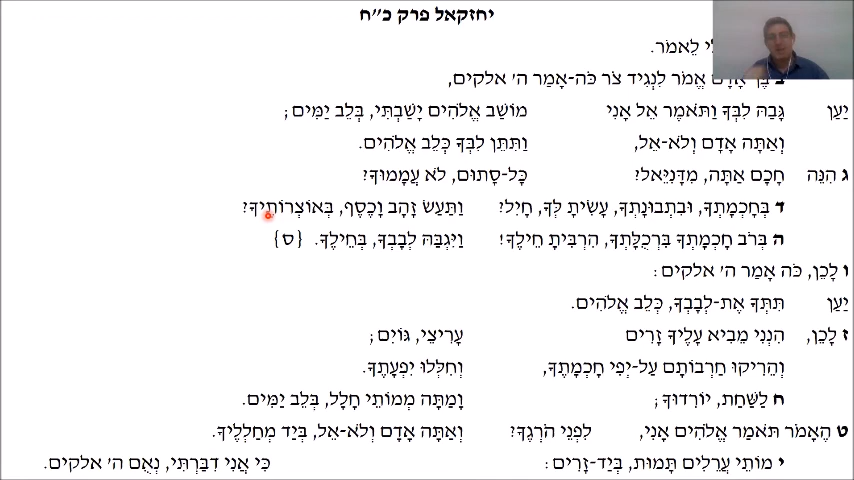 יחזקאל פרק כ״ח
לֵאמֹר.
אָדָם אֱמֹר לִנְגִיד צֹר כֹּה-אָמַר ה' אלקים,
יַעַן גָּבַהּ לִבְּךָ וַתֹּאמֶר אֵל אָנִי מוֹשַׁב אֱלֹהִים יָשַׁבְתִּי, בְּלֵב יַמִּים;
וְאַתָּה אָדָם וְלֹא-אֵל, וַתִּתֵּן לִבְּךָ כְּלֵב אֱלֹהִים.
ג הִנֵּה חָכָם אַתָּה, מִדָּנִיֵּאל? כָּל-סָתוּם, לֹא עֲמָמוּךָ?
ד בְּחָכְמָתְךָ, וּבִתְבוּנָתְךָ, עָשִׂיתָ לְּךָ, חָיִל? וַתַּעַשׂ זָהָב וָכֶסֶף, בְּאוֹצְרוֹתֶיךָ?
ה בְּרֹב חָכְמָתְךָ בִּרְכֻלָּתְךָ, הִרְבִּיתָ חֵילֶךָ! וַיִּגְבַּהּ לְבָבְךָ, בְּחֵילֶךָ. {ס}
ו לָכֵן, כֹּה אָמַר ה' אלקים:
יַעַן תִּתְּךָ אֶת-לְבָבְךָ, כְּלֵב אֱלֹהִים.
ז לָכֵן, הִנְנִי מֵבִיא עָלֶיךָ זָרִים עָרִיצֵי, גּוֹיִם;
וְהֵרִיקוּ חַרְבוֹתָם עַל-יְפִי חָכְמָתֶךָ, וְחִלְּלוּ יִפְעָתֶךָ.
ח לַשַּׁחַת, יוֹרִדוּךָ; וָמַתָּה מְמוֹתֵי חָלָל, בְּלֵב יַמִּים.
ט הֶאָמֹר תֹּאמַר אֱלֹהִים אָנִי, לִפְנֵי הֹרְגֶךָ? וְאַתָּה אָדָם וְלֹא-אֵל, בְּיַד מְחַלְלֶיךָ.
י מוֹתֵי עֲרֵלִים תָּמוּת, בְּיַד-זָרִים: כִּי אֲנִי דִבַּרְתִּי, נְאֻם ה' אלקים.